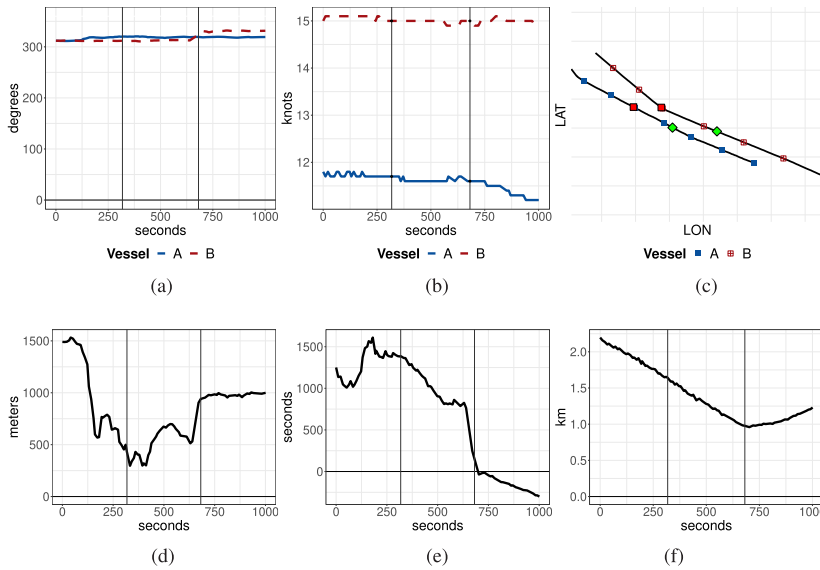 300
200
100
0
degrees
0 250 500 750 1000
seconds
Vessel A B
(a)
15
14
13
12
knots
0 250 500 750 1000
seconds
Vessel A B
(b)
LAT
LON
Vessel A B
(c)
1500
1000
500
0
meters
0 250 500 750 1000
seconds
(d)
1500
1000
500
0
seconds
0 250 500 750 1000
seconds
(e)
2.0
1.5
1.0
0.5
0.0
km
0 250 500 750 1000
seconds
(f)